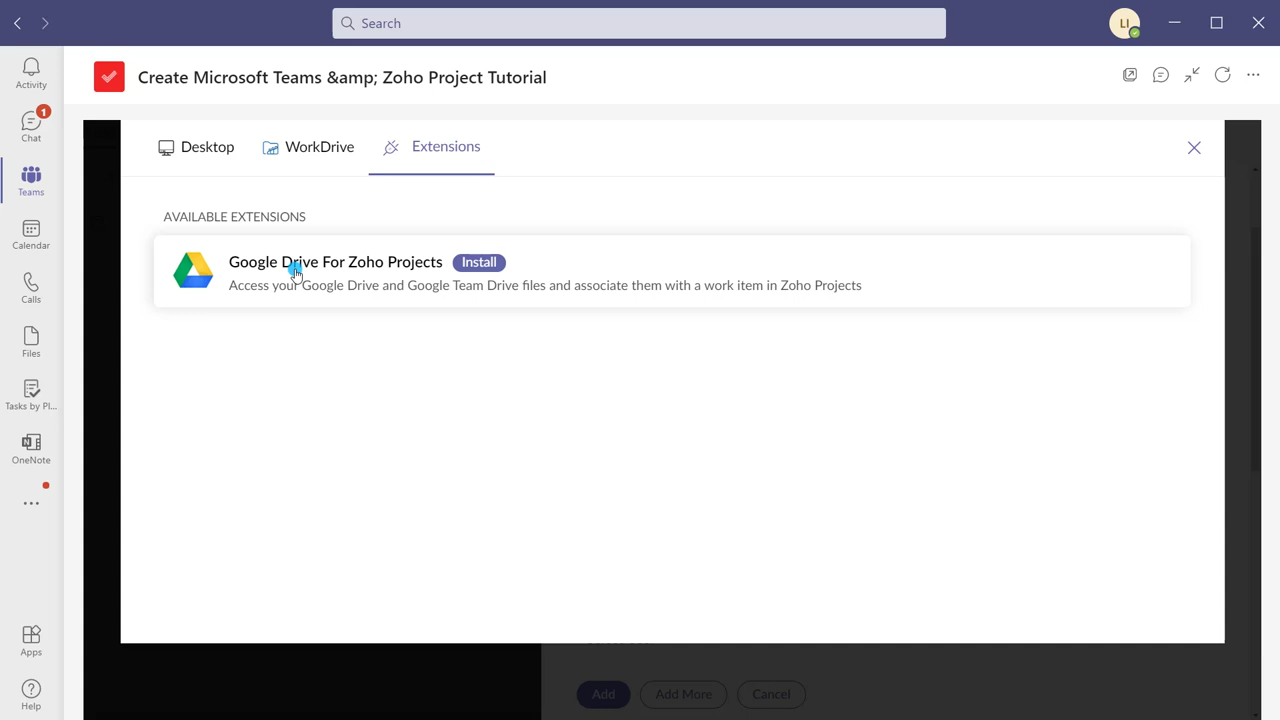 Search
LI
Activity
1
Chat
Teams
Calendar
Calls
Files
Tasks by Pl...
OneNote
Apps
Help
Create Microsoft Teams &amp; Zoho Project Tutorial
Desktop
WorkDrive
Extensions
AVAILABLE EXTENSIONS
Google Drive For Zoho Projects
Install
Access your Google Drive and Google Team Drive files and associate them with a work item in Zoho Projects
Add
Add More
Cancel